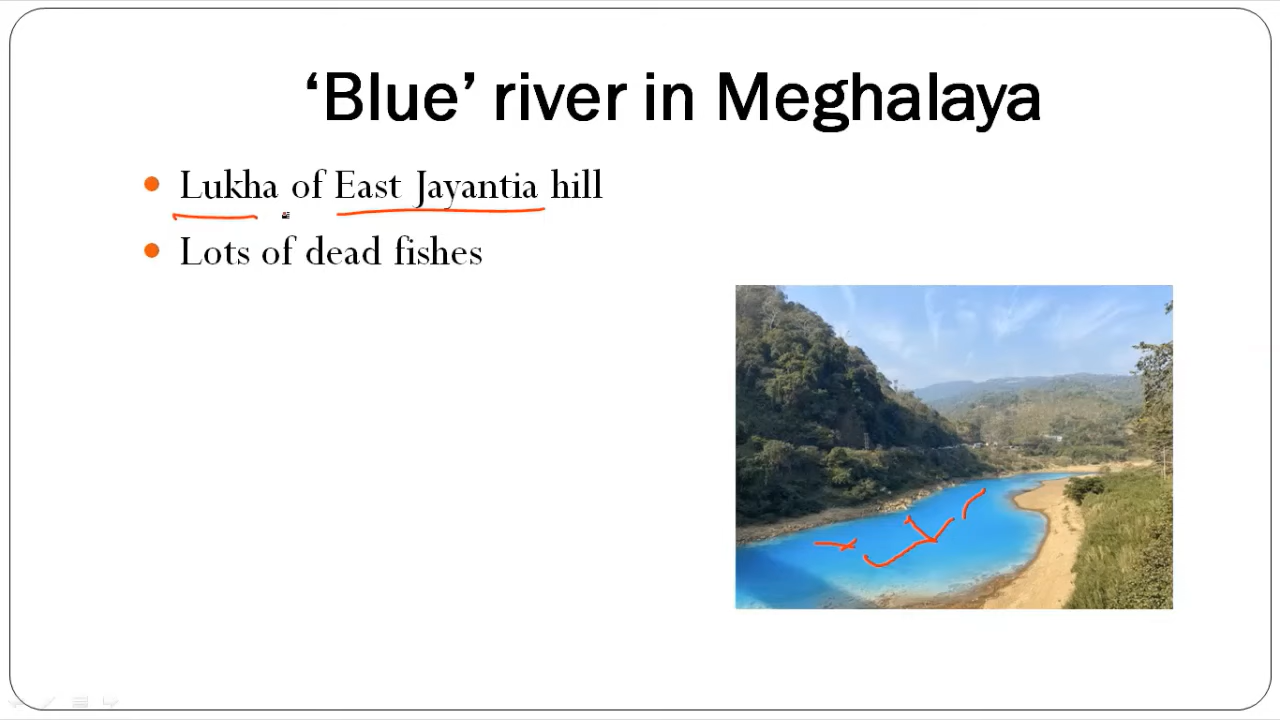 ‘Blue’ river in Meghalaya
Lukha of East Jayantia hill
Lots of dead fishes